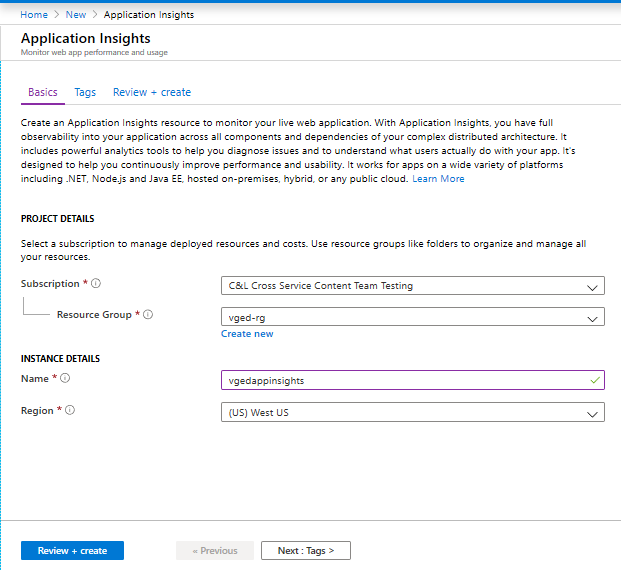 Home > New > Application Insights
Application Insights
Monitor web app performance and usage
Basics Tags Review + create
Create an Application Insights resource to monitor your live web application. With Application Insights, you have full
observability into your application across all components and dependencies of your complex distributed architecture. It
includes powerful analytics tools to help you diagnose issues and to understand what users actually do with your app. It's
designed to help you continuously improve performance and usability. It works for apps on a wide variety of platforms
including .NET, Node.js and Java EE, hosted on-premises, hybrid, or any public cloud. Learn More
PROJECT DETAILS
Select a subscription to manage deployed resources and costs. Use resource groups like folders to organize and manage all
your resources.
Subscription * C&L Cross Service Content Team Testing
Resource Group * vged-rg
Create new
INSTANCE DETAILS
Name * vgedappinsights
Region * (US) West US
Review + create « Previous Next : Tags >